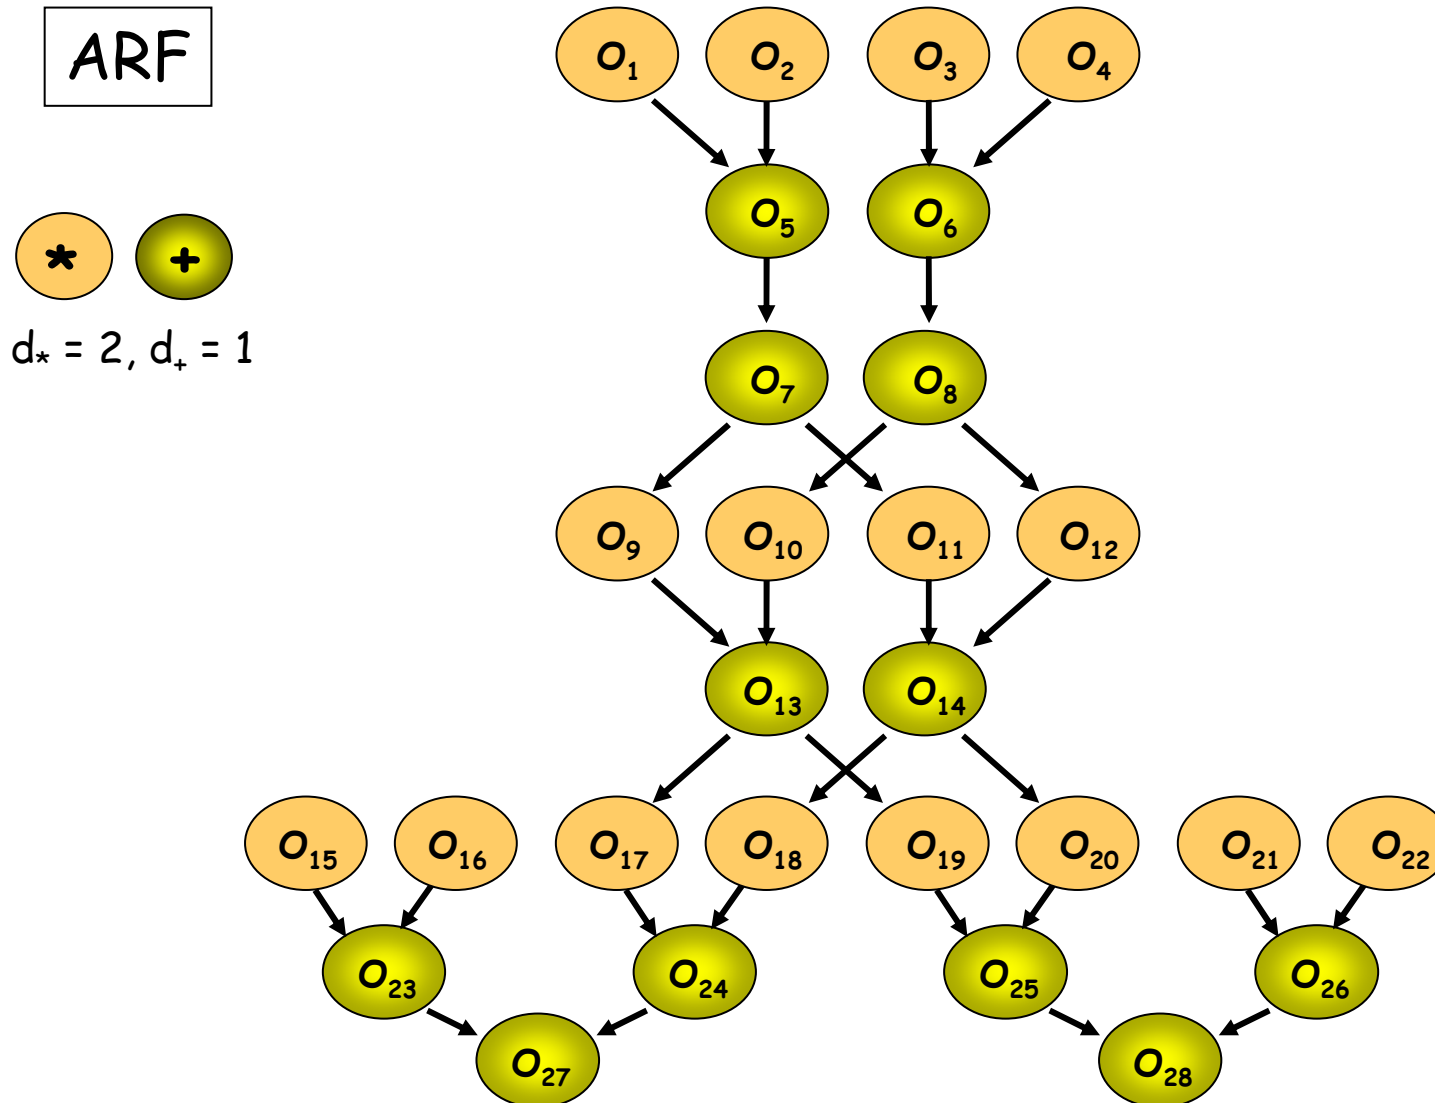 ARF
O₁ O₂ O₃ O₄
O₅ O₆
* +
d* = 2, d₊ = 1
O₇ O₈
O₉ O₁₀ O₁₁ O₁₂
O₁₃ O₁₄
O₁₅ O₁₆ O₁₇ O₁₈ O₁₉ O₂₀ O₂₁ O₂₂
O₂₃ O₂₄ O₂₅ O₂₆
O₂₇ O₂₈